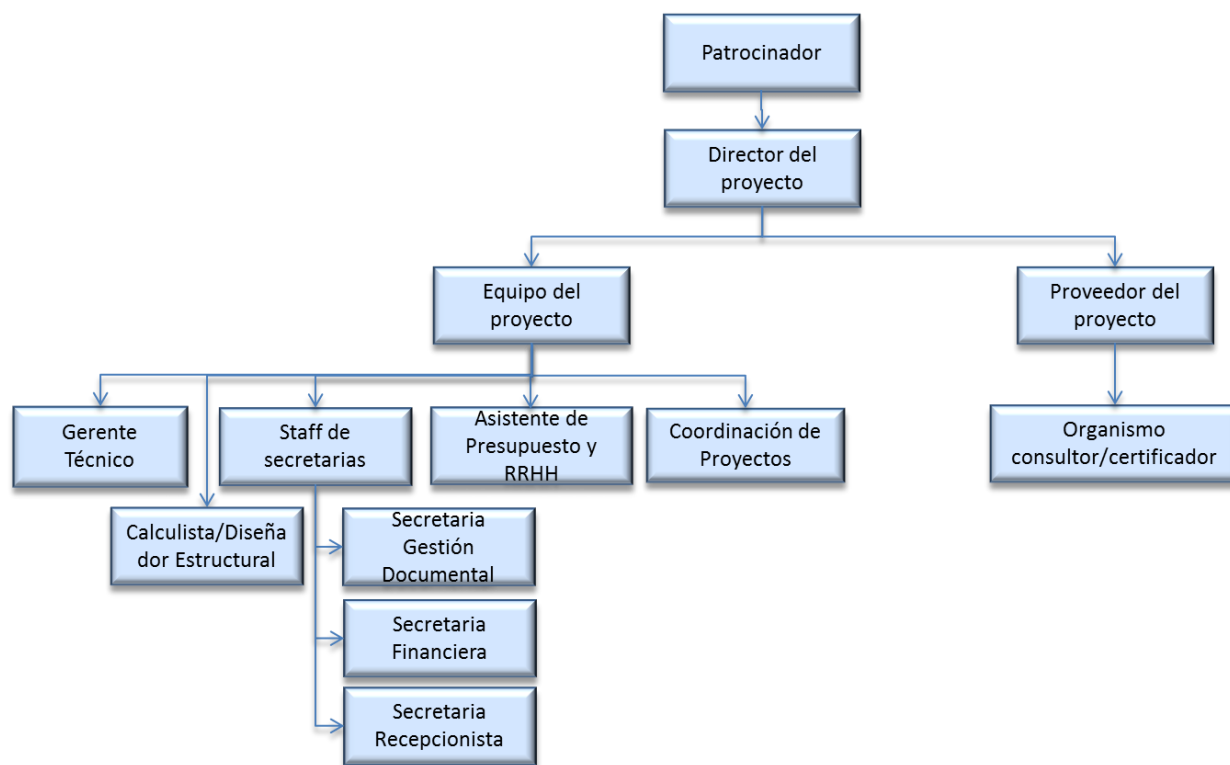 Patrocinador
Director del
proyecto
Equipo del
proyecto
Proveedor del
proyecto
Gerente
Técnico
Staff de
secretarias
Asistente de
Presupuesto y
RRHH
Coordinación de
Proyectos
Organismo
consultor/certificador
Calculista/Diseña
dor Estructural
Secretaria
Gestión
Documental
Secretaria
Financiera
Secretaria
Recepcionista